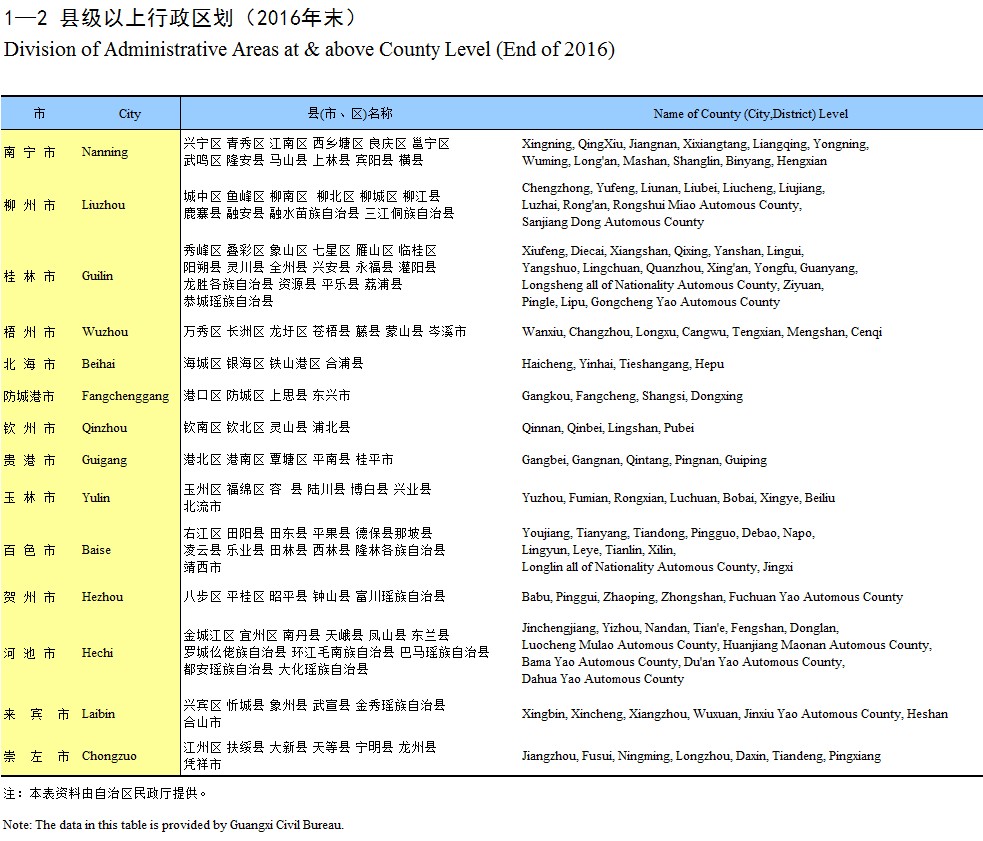 1—2 县级以上行政区划（2016年末）
Division of Administrative Areas at & above County Level (End of 2016)
市 City 县(市、区)名称 Name of County (City,District) Level
南宁市 Nanning 兴宁区 青秀区 江南区 西乡塘区 良庆区 邕宁区 Xingning, QingXiu, Jiangnan, Xixiangtang, Liangqing, Yongning,
武鸣区 隆安县 马山县 上林县 宾阳县 横县 Wuming, Long'an, Mashan, Shanglin, Binyang, Hengxian
柳州市 Liuzhou 城中区 鱼峰区 柳南区 柳北区 柳城区 柳江县 Chengzhong, Yufeng, Liunan, Liubei, Liucheng, Liujiang,
鹿寨县 融安县 融水苗族自治县 三江侗族自治县 Luzhai, Rong'an, Rongshui Miao Automous County,
Sanjiang Dong Automous County
桂林市 Guilin 秀峰区 叠彩区 象山区 七星区 雁山区 临桂区 Xiufeng, Diecai, Xiangshan, Qixing, Yanshan, Lingui,
阳朔县 灵川县 全州县 兴安县 永福县 灌阳县 Yangshuo, Lingchuan, Quanzhou, Xing'an, Yongfu, Guanyang,
龙胜各族自治县 资源县 平乐县 荔浦县 Longsheng all of Nationality Automous County, Ziyuan,
恭城瑶族自治县 Pingle, Lipu, Gongcheng Yao Automous County
梧州市 Wuzhou 万秀区 长洲区 龙圩区 苍梧县 藤县 蒙山县 岑溪市 Wanxiu, Changzhou, Longxu, Cangwu, Tengxian, Mengshan, Cenqi
北海市 Beihai 海城区 银海区 铁山港区 合浦县 Haicheng, Yinhai, Tieshangang, Hepu
防城港市 Fangchenggang 港口区 防城区 上思县 东兴市 Gangkou, Fangcheng, Shangsi, Dongxing
钦州市 Qinzhou 钦南区 钦北区 灵山县 浦北县 Qinnan, Qinbei, Lingshan, Pubei
贵港市 Guigang 港北区 港南区 覃塘区 平南县 桂平市 Gangbei, Gangnan, Qintang, Pingnan, Guiping
玉林市 Yulin 玉州区 福绵区 容 县 陆川县 博白县 兴业县 Yuzhou, Fumian, Rongxian, Luchuan, Bobai, Xingye, Beiliu
北流市
百色市 Baise 右江区 田阳县 田东县 平果县 德保县那坡县 Youjiang, Tianyang, Tiandong, Pingguo, Debao, Napo,
凌云县 乐业县 田林县 西林县 隆林各族自治县 Lingyun, Leye, Tianlin, Xilin,
靖西市 Longlin all of Nationality Automous County, Jingxi
贺州市 Hezhou 八步区 平桂区 昭平县 钟山县 富川瑶族自治县 Babu, Pinggui, Zhaoping, Zhongshan, Fuchuan Yao Automous County
河池市 Hechi 金城江区 宜州区 南丹县 天峨县 凤山县 东兰县 Jinchengjiang, Yizhou, Nandan, Tian'e, Fengshan, Donglan,
罗城仫佬族自治县 环江毛南族自治县 巴马瑶族自治县 Luocheng Mulao Automous County, Huanjiang Maonan Automous County,
都安瑶族自治县 大化瑶族自治县 Bama Yao Automous County, Du'an Yao Automous County,
Dahua Yao Automous County
来宾市 Laibin 兴宾区 忻城县 象州县 武宣县 金秀瑶族自治县 Xingbin, Xincheng, Xiangzhou, Wuxuan, Jinxiu Yao Automous County, Heshan
合山市
崇左市 Chongzuo 江州区 扶绥县 大新县 天等县 宁明县 龙州县 Jiangzhou, Fusui, Ningming, Longzhou, Daxin, Tiandeng, Pingxiang
凭祥市
注：本表资料由自治区民政厅提供。
Note: The data in this table is provided by Guangxi Civil Bureau.